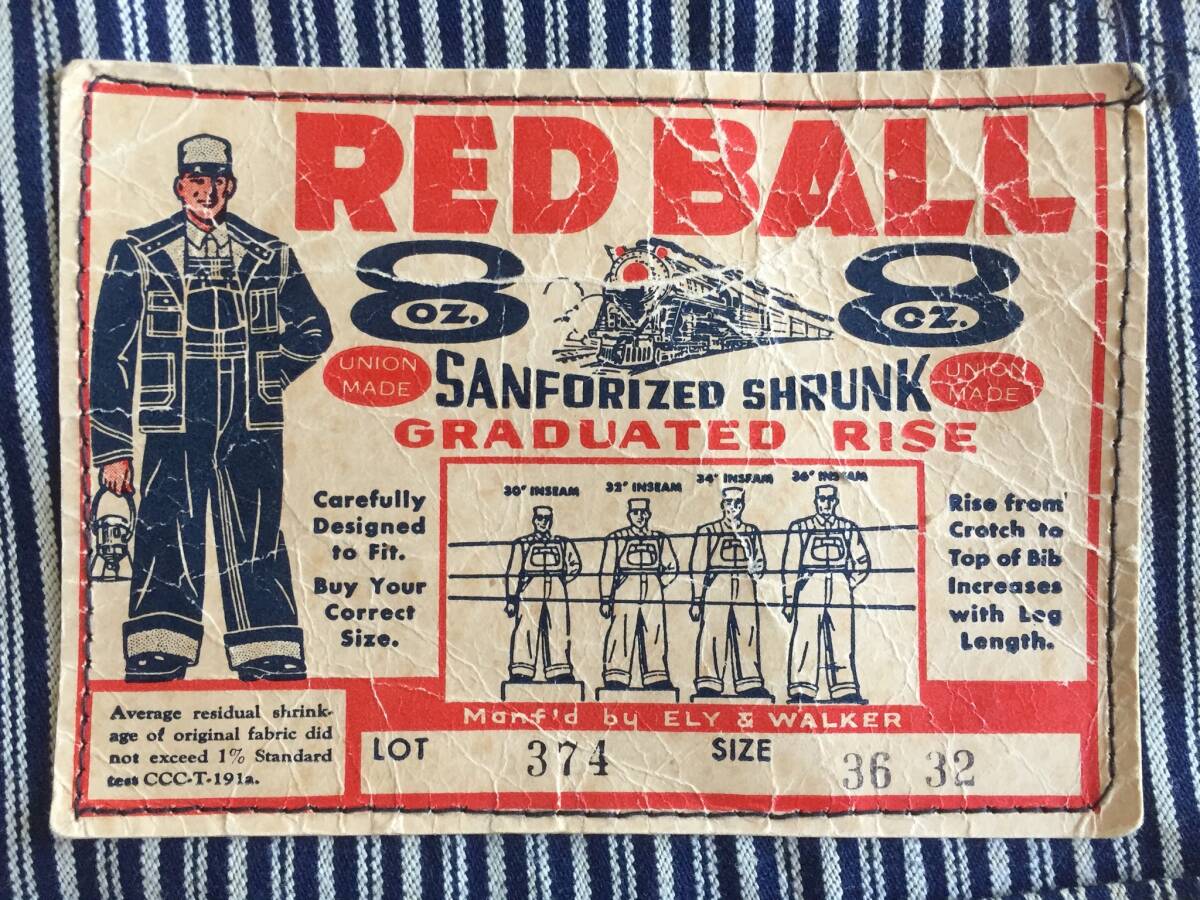 RED BALL
8 OZ. 8 OZ.
UNION MADE
SANFORIZED SHRUNK
UNION MADE
GRADUATED RISE
Carefully
Designed
to Fit.
Buy Your
Correct
Size.
30" INSEAM 32" INSEAM 34" INSEAM 36" INSEAM
Rise from
Crotch to
Top of Bib
Increases
with Leg
Length.
Manf'd by ELY & WALKER
Average residual shrink-
age of original fabric did
not exceed 1% Standard
test CCC-T-191a.
LOT 374 SIZE 36 32